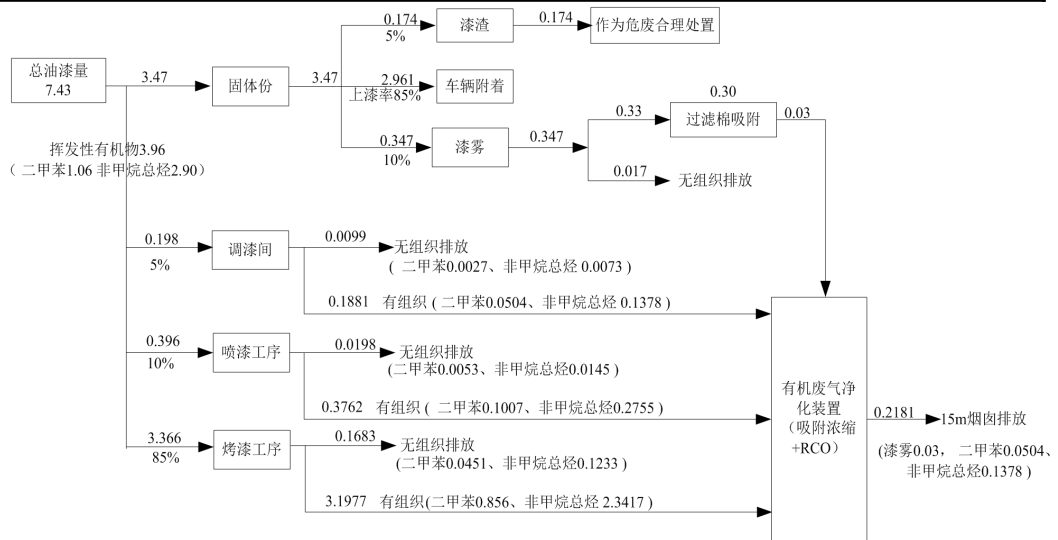 0.174
5%
漆渣
0.174
作为危废合理处置
总油漆量
7.43
3.47
固体份
3.47
2.961
上漆率85%
车辆附着
0.347
10%
漆雾
0.347
0.33
0.30
过滤棉吸附
0.03
0.017
无组织排放
挥发性有机物3.96
（ 二甲苯1.06 非甲烷总烃2.90）
0.198
5%
调漆间
0.0099
无组织排放
( 二甲苯0.0027、非甲烷总烃 0.0073 )
0.1881 有组织 ( 二甲苯0.0504、非甲烷总烃 0.1378 )
0.396
10%
喷漆工序
0.0198
无组织排放
(二甲苯0.0053、非甲烷总烃0.0145 )
0.3762 有组织 ( 二甲苯0.1007、非甲烷总烃0.2755 )
3.366
85%
烤漆工序
0.1683
无组织排放
(二甲苯0.0451、非甲烷总烃0.1233 )
3.1977 有组织(二甲苯0.856、非甲烷总烃 2.3417 )
有机废气净
化装置
（吸附浓缩
+RCO）
0.2181
15m烟囱排放
(漆雾0.03， 二甲苯0.0504、
非甲烷总烃0.1378 )